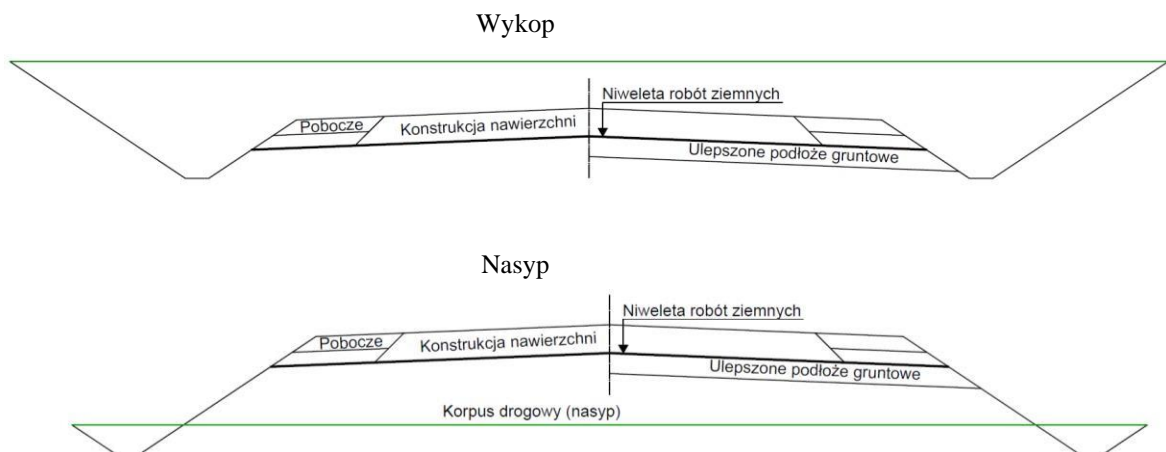 Wykop
Niweleta robót ziemnych
Pobocze
Konstrukcja nawierzchni
Ulepszone podłoże gruntowe
Nasyp
Niweleta robót ziemnych
Pobocze
Konstrukcja nawierzchni
Ulepszone podłoże gruntowe
Korpus drogowy (nasyp)